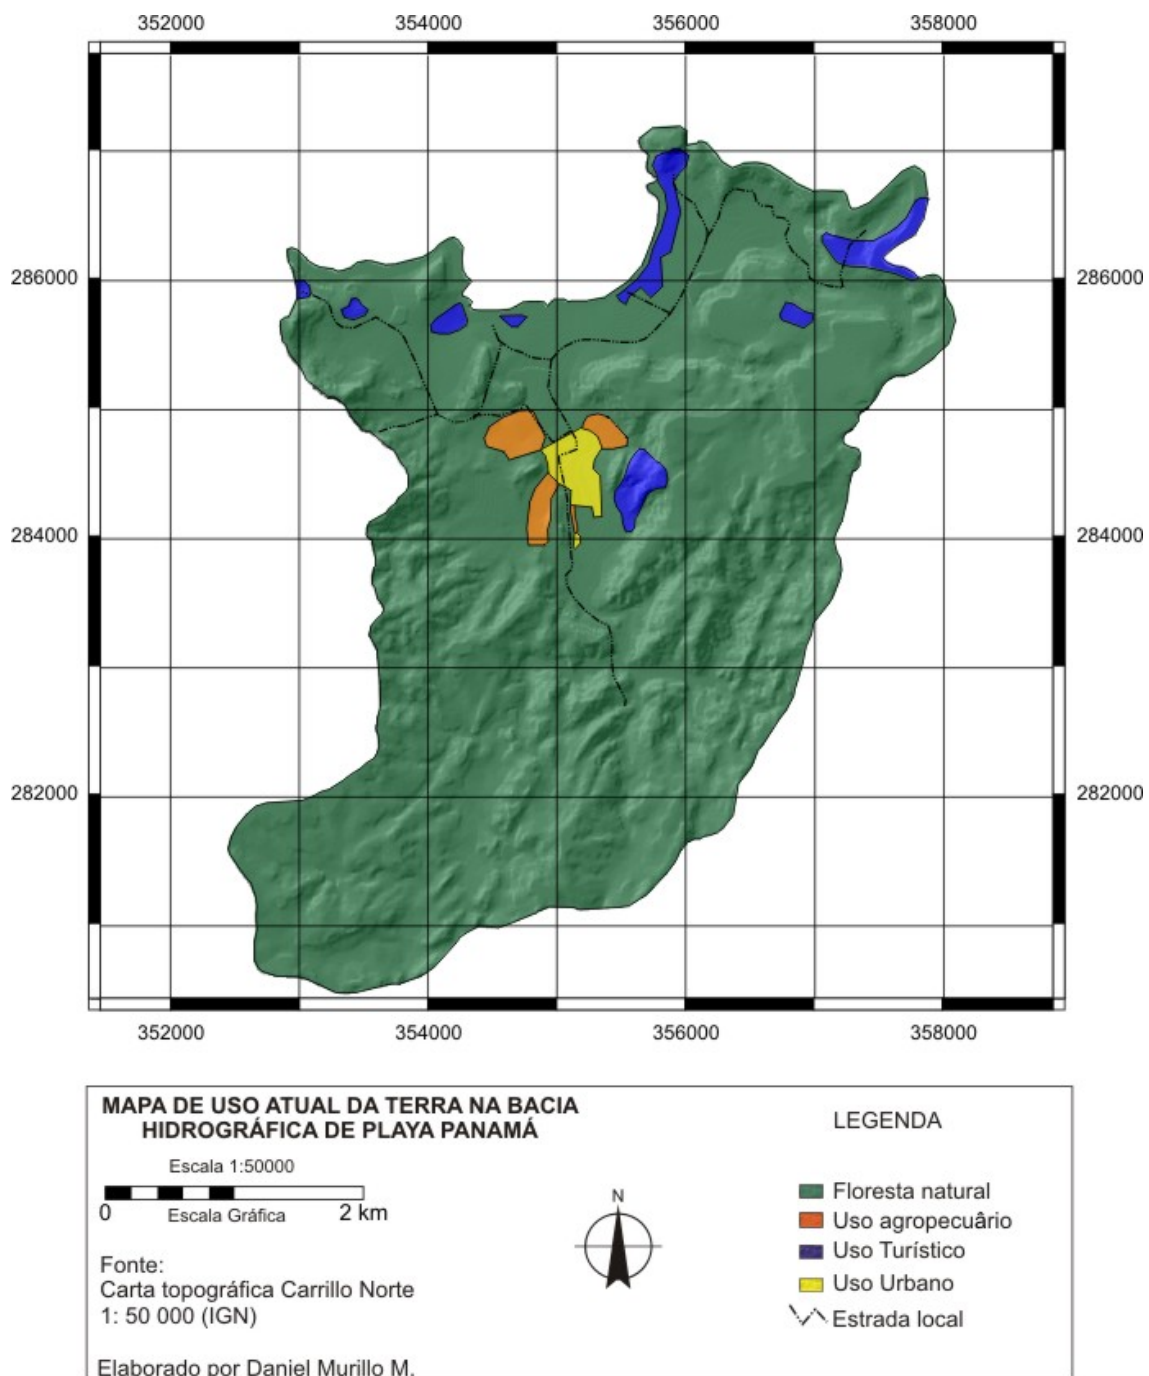 352000 354000 356000 358000
286000 286000
284000 284000
282000 282000
352000 354000 356000 358000
MAPA DE USO ATUAL DA TERRA NA BACIA
HIDROGRÁFICA DE PLAYA PANAMÁ
Escala 1:50000
0 Escala Gráfica 2 km
Fonte:
Carta topográfica Carrillo Norte
1: 50 000 (IGN)
Elaborado por Daniel Murillo M.
N
LEGENDA
Floresta natural
Uso agropecuârio
Uso Turístico
Uso Urbano
Estrada local